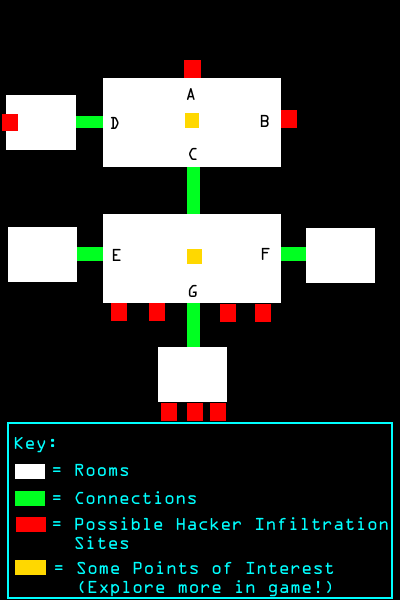 A
D
B
C
E
F
G
Key:
= Rooms
= Connections
= Possible Hacker Infiltration
Sites
= Some Points of Interest
(Explore more in game!)